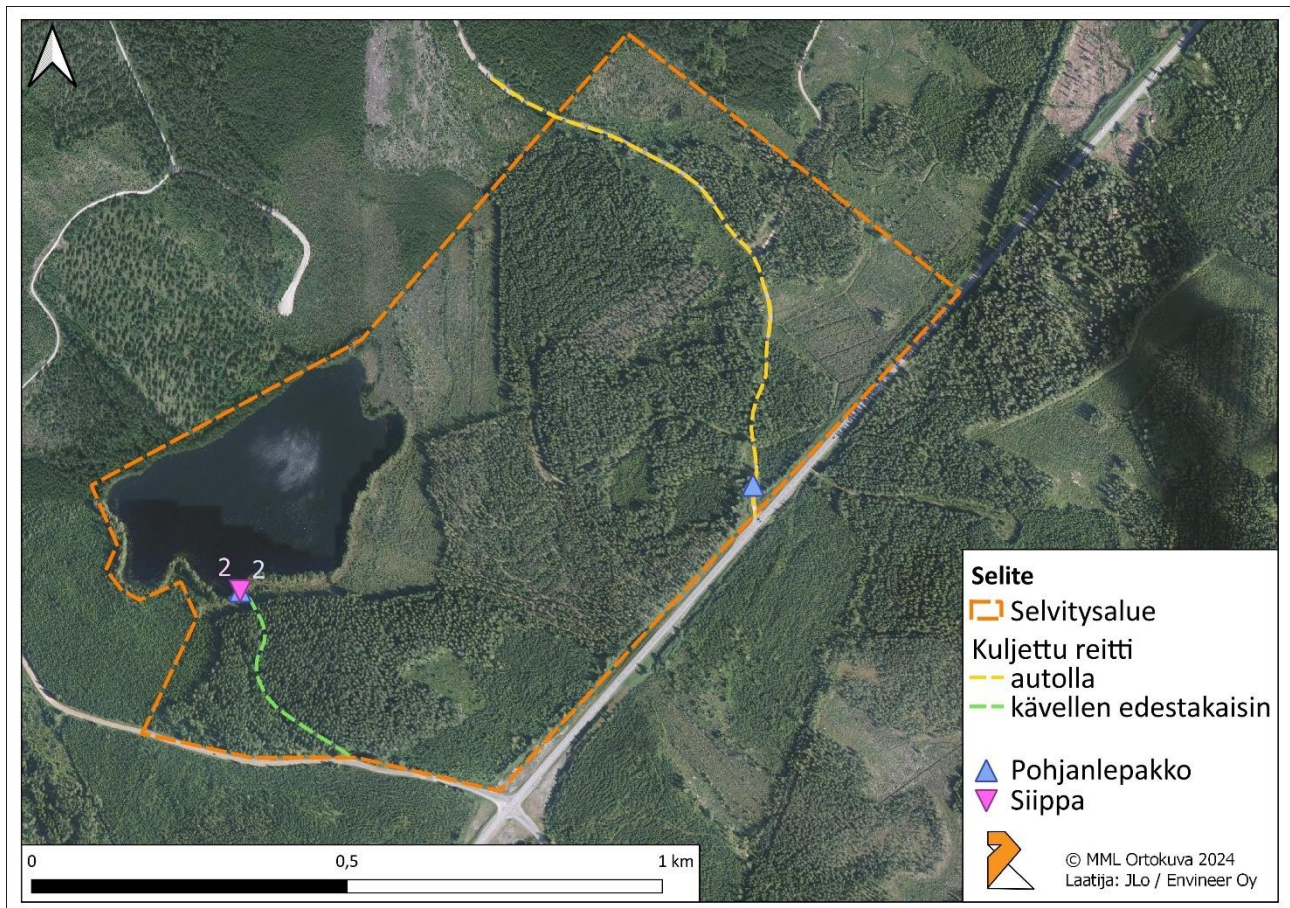 2 2
Selite
Selvitysalue
Kuljettu reitti
autolla
kävellen edestakaisin
Pohjanlepakko
Siippa
© MML Ortokuva 2024
Laatija: JLo / Envineer Oy
0 0,5 1 km